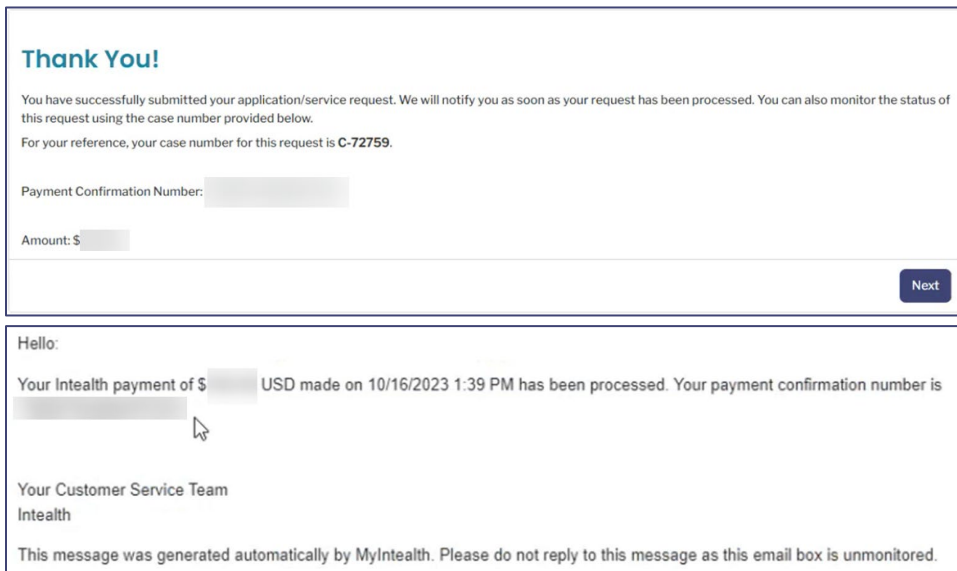 Thank You!
You have successfully submitted your application/service request. We will notify you as soon as your request has been processed. You can also monitor the status of
this request using the case number provided below.
For your reference, your case number for this request is C-72759.
Payment Confirmation Number:
Amount: $
Next
Hello:
Your Intealth payment of $ USD made on 10/16/2023 1:39 PM has been processed. Your payment confirmation number is
Your Customer Service Team
Intealth
This message was generated automatically by MyIntealth. Please do not reply to this message as this email box is unmonitored.